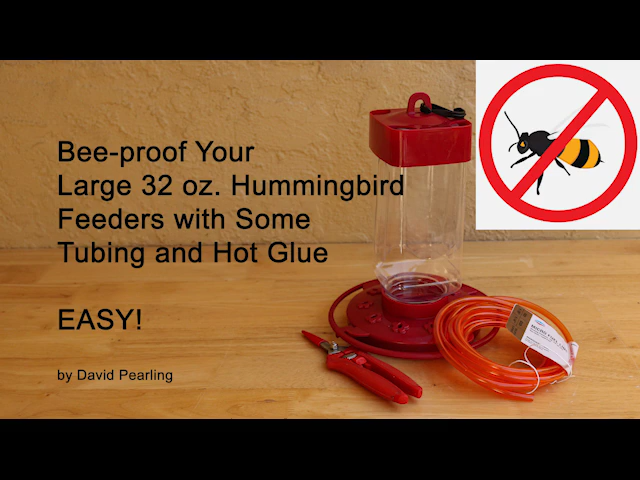 Bee-proof Your
Large 32 oz. Hummingbird
Feeders with Some
Tubing and Hot Glue
EASY!
by David Pearling